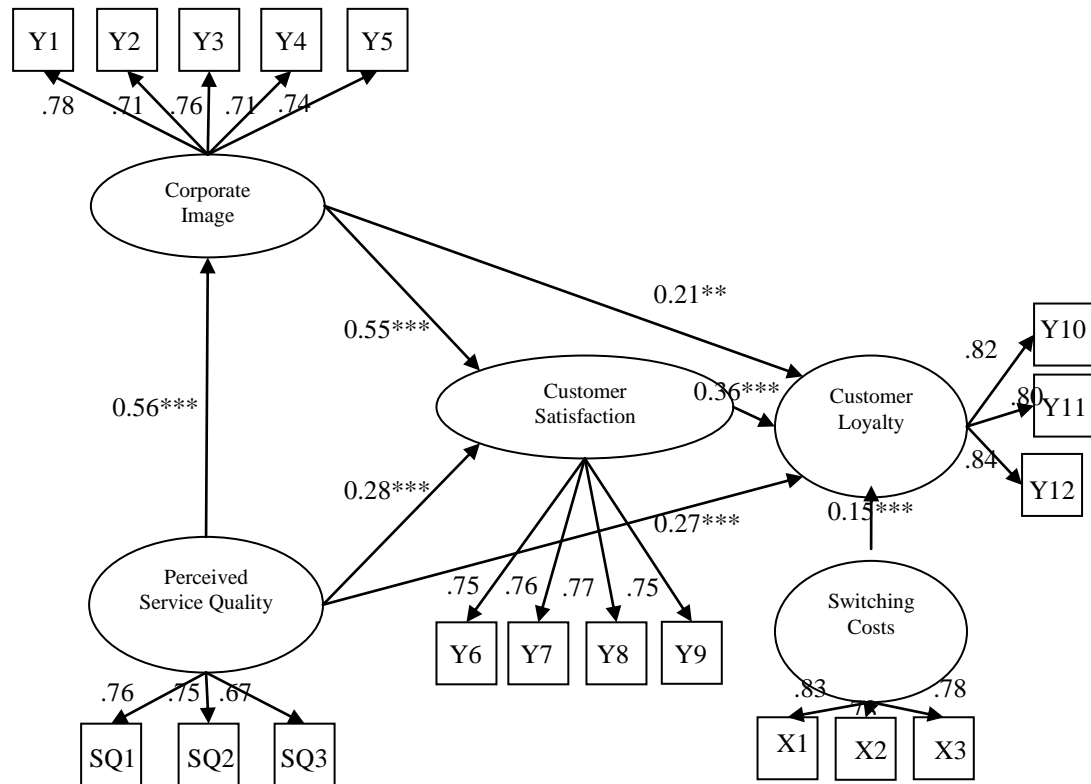 Y1 Y2 Y3 Y4 Y5
.78 .71 .76 .71 .74
Corporate
Image
0.21**
0.55***
Y10
.82
Customer
Satisfaction
0.36***
Customer
Loyalty
.80
Y11
0.56***
.84
Y12
0.28***
0.27***
0.15***
Perceived
Service Quality
.75 .76 .77 .75
Switching
Costs
Y6 Y7 Y8 Y9
.76 .75 .67
.83 .78
SQ1 SQ2 SQ3
X1 X2 X3